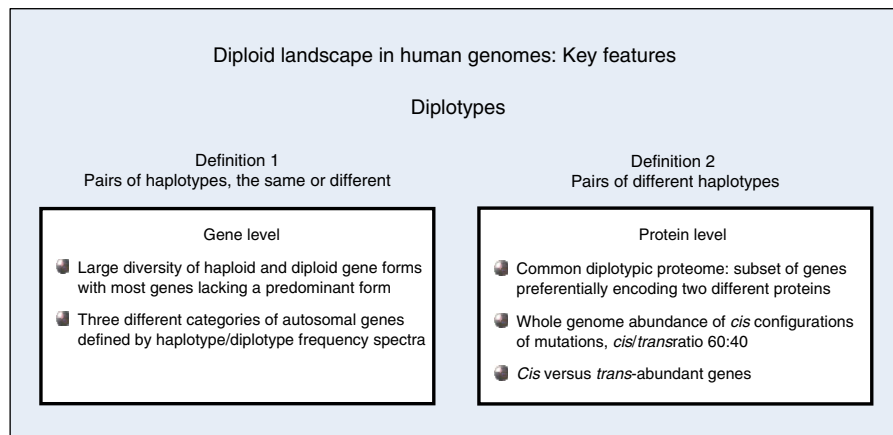 Diploid landscape in human genomes: Key features
Diplotypes
Definition 1
Pairs of haplotypes, the same or different
Gene level
Large diversity of haploid and diploid gene forms
with most genes lacking a predominant form
Three different categories of autosomal genes
defined by haplotype/diplotype frequency spectra
Definition 2
Pairs of different haplotypes
Protein level
Common diplotypic proteome: subset of genes
preferentially encoding two different proteins
Whole genome abundance of cis configurations
of mutations, cis/transratio 60:40
Cis versus trans-abundant genes